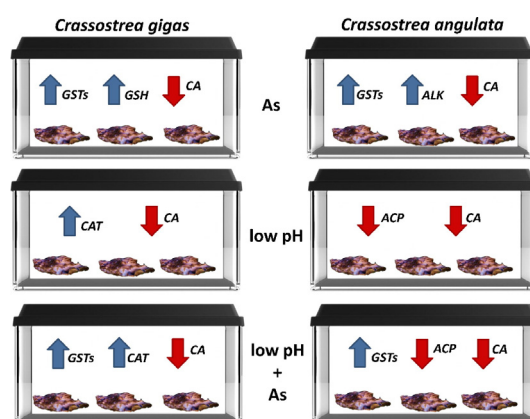 Crassostrea gigas
Crassostrea angulata
GSTs GSH CA
As
GSTs ALK CA
CAT CA
low pH
ACP CA
GSTs CAT CA
low pH
+
As
GSTs ACP CA